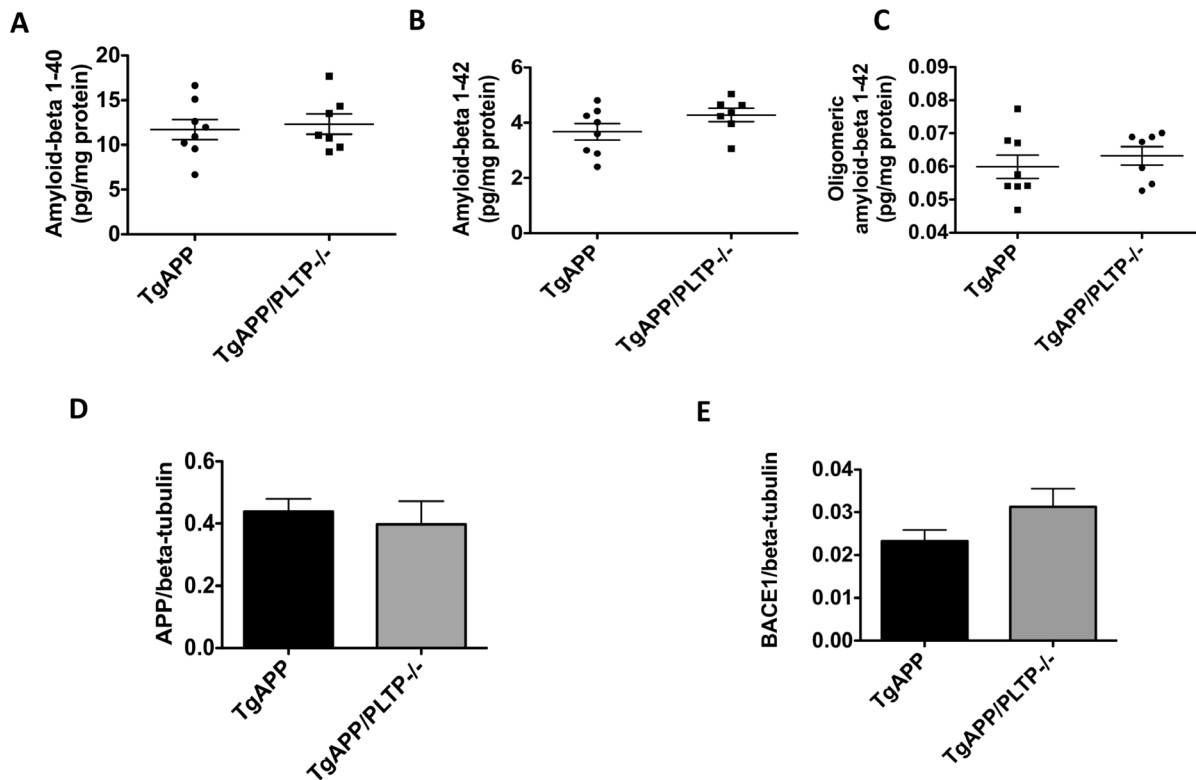 A
Amyloid-beta 1-40
(pg/mg protein)
20
15
10
5
0
TgAPP
TgAPP/PLTP-/-
B
Amyloid-beta 1-42
(pg/mg protein)
6
4
2
0
TgAPP
TgAPP/PLTP-/-
C
Oligomeric
amyloid-beta 1-42
(pg/mg protein)
0.09
0.08
0.07
0.06
0.05
0.04
TgAPP
TgAPP/PLTP-/-
D
APP/beta-tubulin
0.6
0.4
0.2
0.0
TgAPP
TgAPP/PLTP-/-
E
BACE1/beta-tubulin
0.04
0.03
0.02
0.01
0.00
TgAPP
TgAPP/PLTP-/-